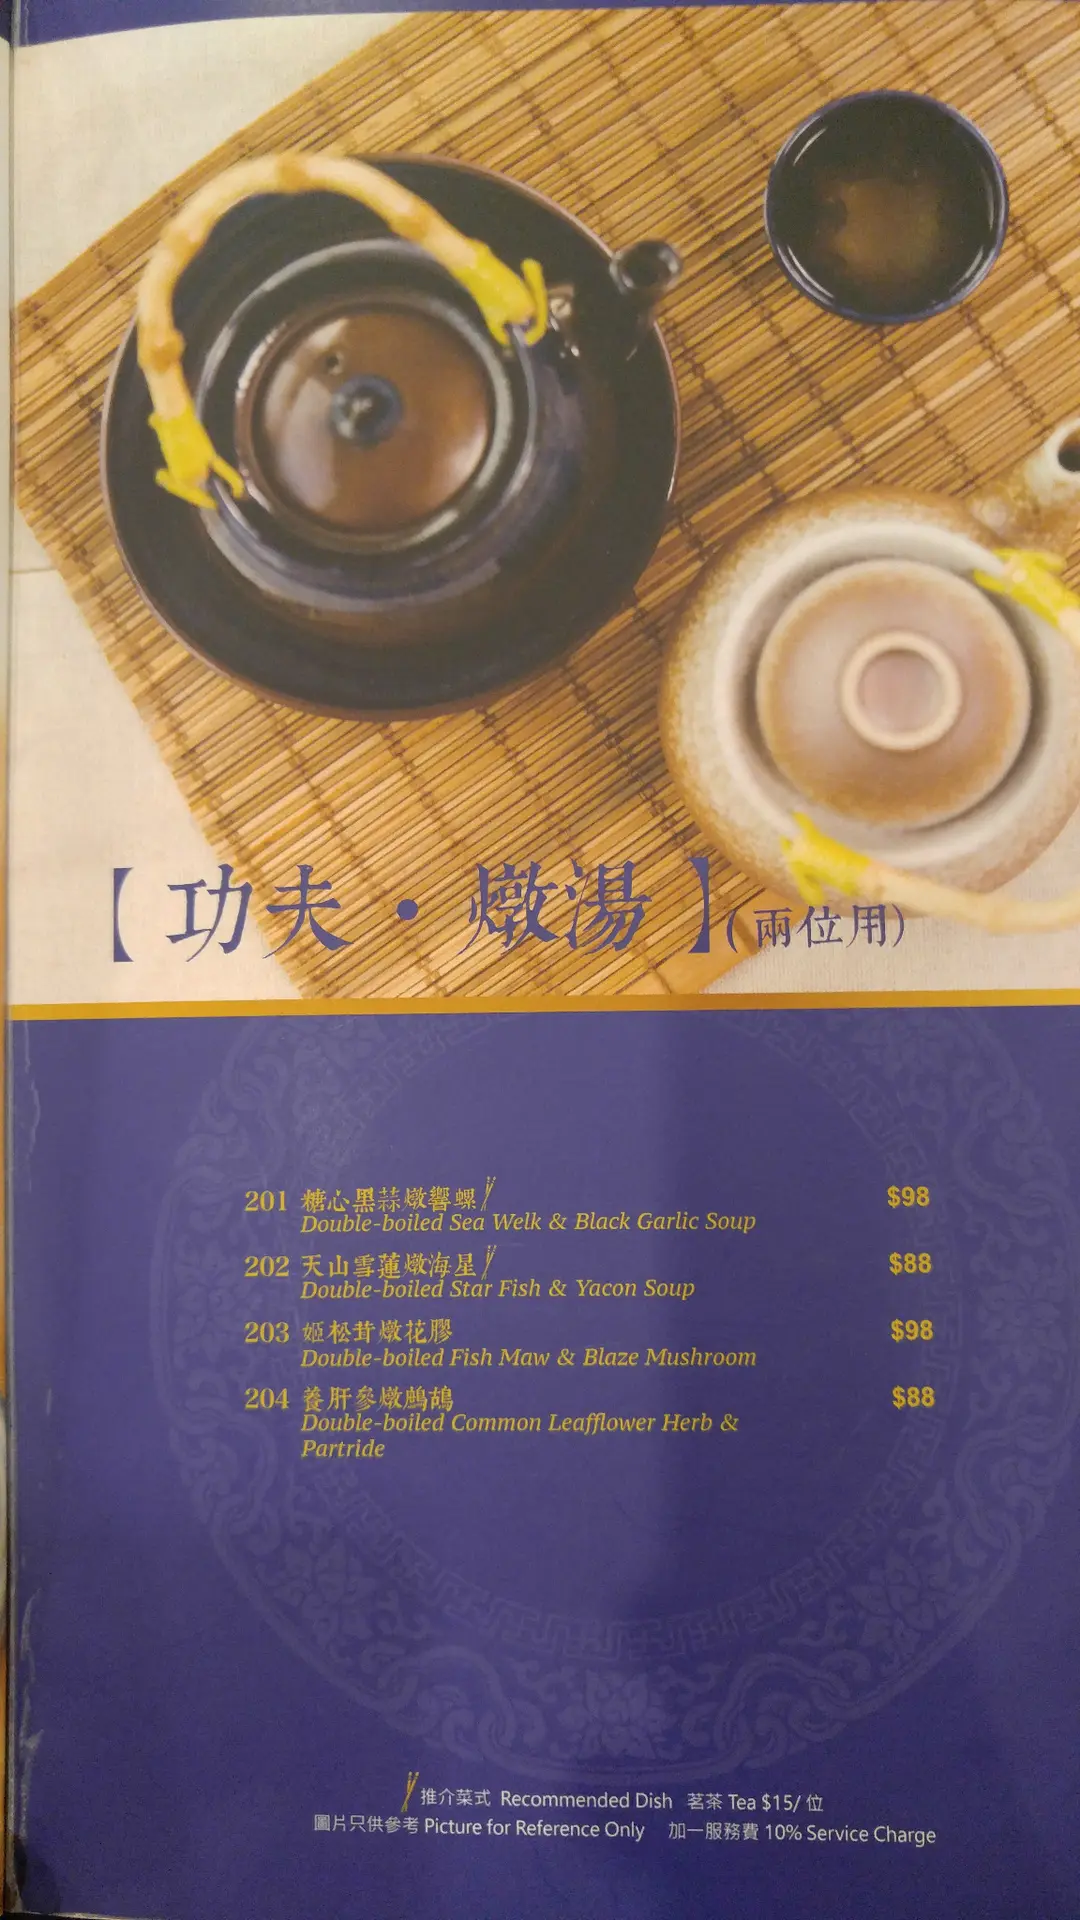 【功夫・燉湯】(兩位用)
201 糖心黑蒜燉響螺 $98
Double-boiled Sea Welk & Black Garlic Soup
202 天山雪蓮燉海星 $88
Double-boiled Star Fish & Yacon Soup
203 姬松茸燉花膠 $98
Double-boiled Fish Maw & Blaze Mushroom
204 養肝參燉鷓鴣 $88
Double-boiled Common Leafflower Herb &
Partride
推介菜式 Recommended Dish 茗茶 Tea $15/ 位
圖片只供參考 Picture for Reference Only 加一服務費 10% Service Charge